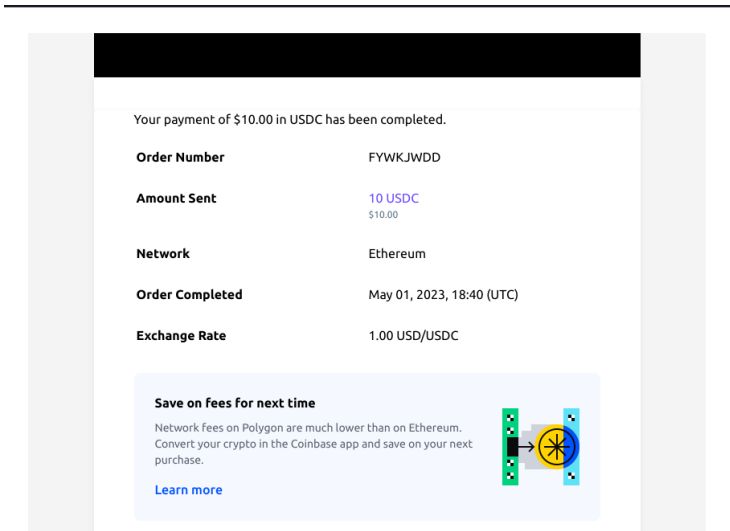 Your payment of $10.00 in USDC has been completed.
Order Number FYWKJWDD
Amount Sent 10 USDC
$10.00
Network Ethereum
Order Completed May 01, 2023, 18:40 (UTC)
Exchange Rate 1.00 USD/USDC
Save on fees for next time
Network fees on Polygon are much lower than on Ethereum.
Convert your crypto in the Coinbase app and save on your next
purchase.
Learn more